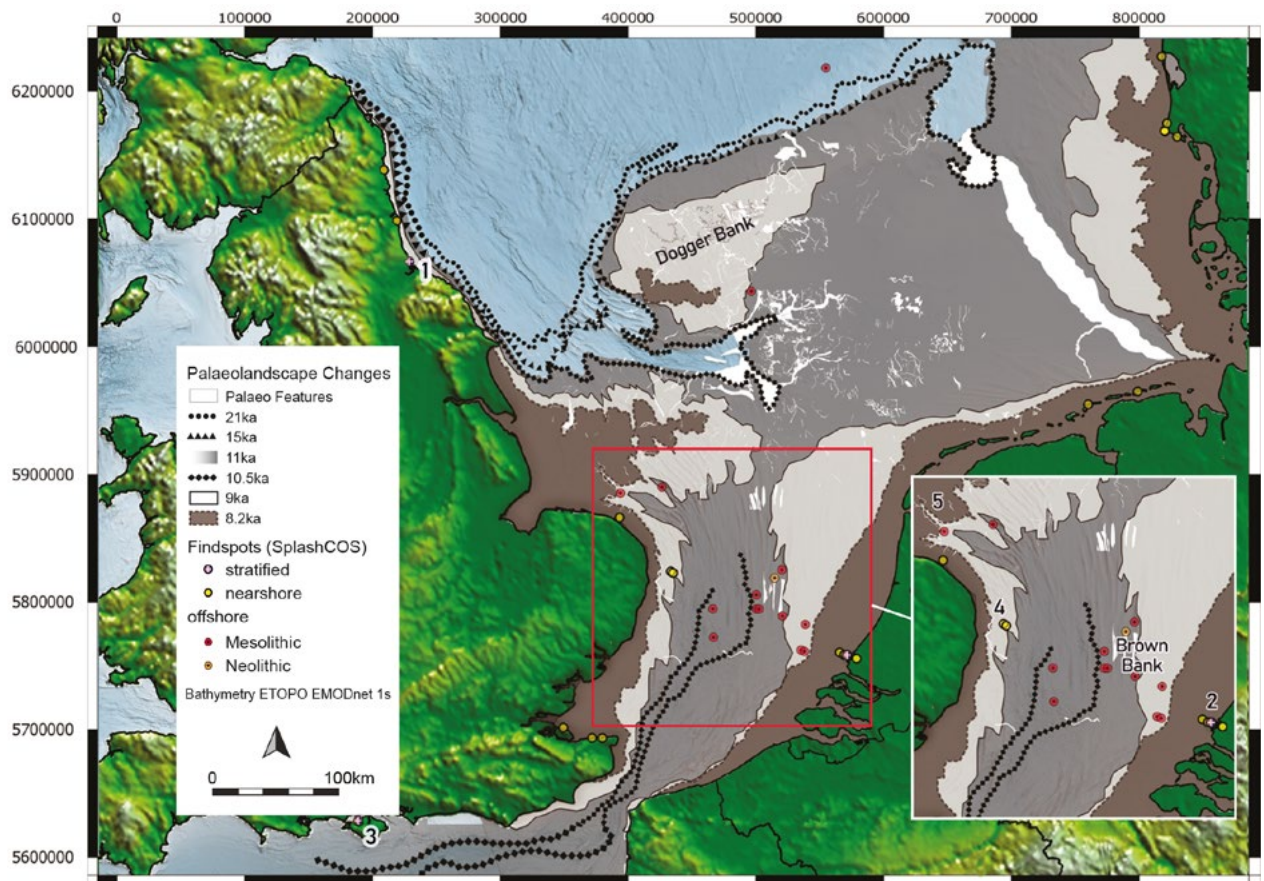 0 100000 200000 300000 400000 500000 600000 700000 800000
6200000
6100000
6000000
5900000
5800000
5700000
5600000
Dogger Bank
1
Palaeolandscape Changes
Palaeo Features
21ka
15ka
11ka
10.5ka
9ka
8.2ka
Findspots (SplashCOS)
stratified
nearshore
offshore
Mesolithic
Neolithic
Bathymetry ETOPO EMODnet 1s
0 100km
3
5
4
Brown
Bank
2